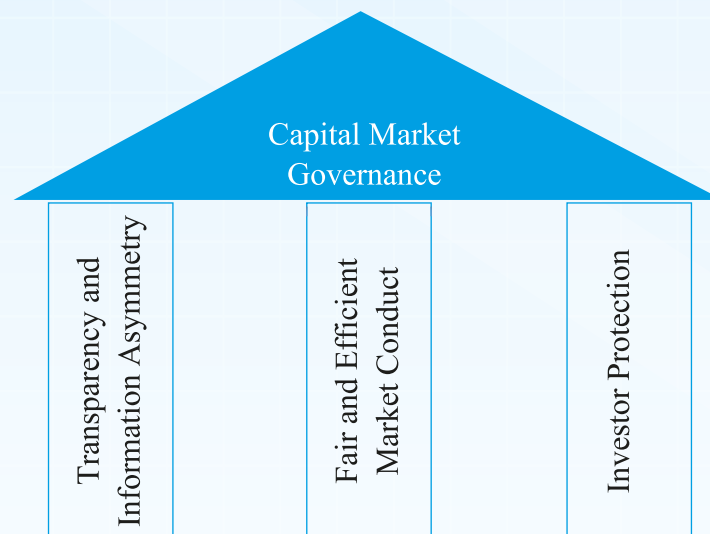 Capital Market
Governance
Transparency and
Information Asymmetry
Fair and Efficient
Market Conduct
Investor Protection